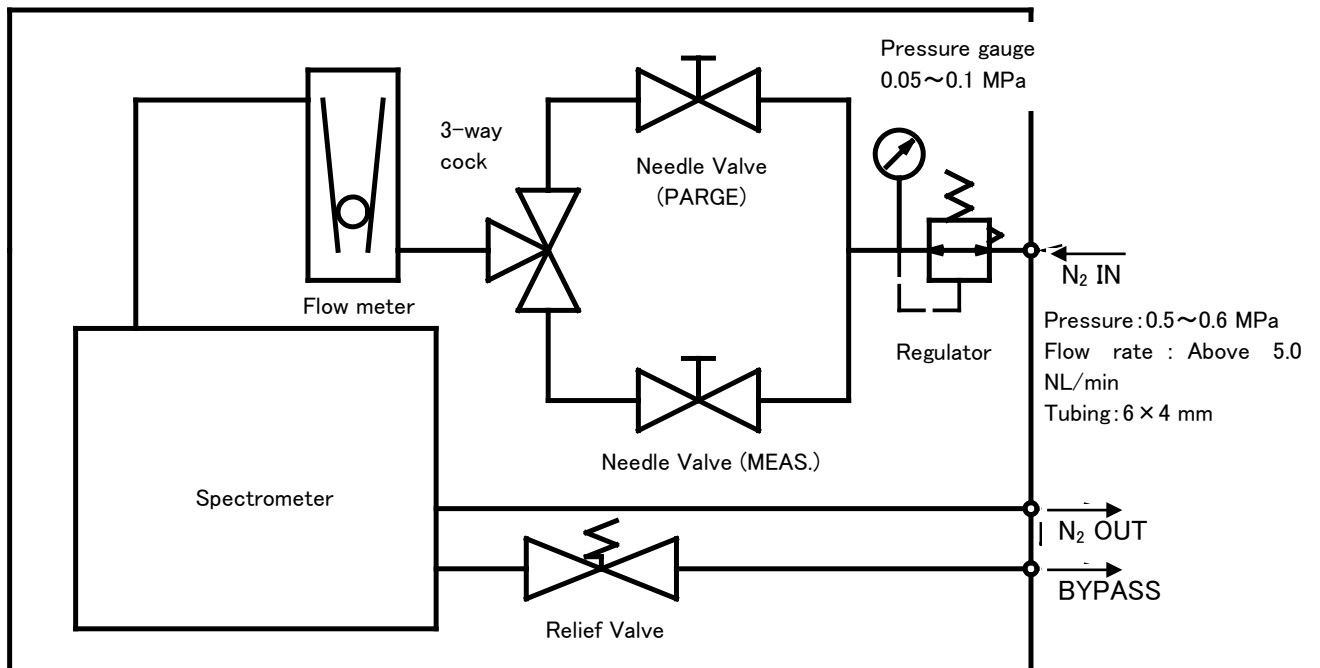 Pressure gauge
0.05～0.1 MPa
3-way
cock
Needle Valve
(PARGE)
Flow meter
Regulator
N₂ IN
Pressure：0.5～0.6 MPa
Flow rate : Above 5.0
NL/min
Tubing：6×4 mm
Needle Valve (MEAS.)
Spectrometer
N₂ OUT
BYPASS
Relief Valve